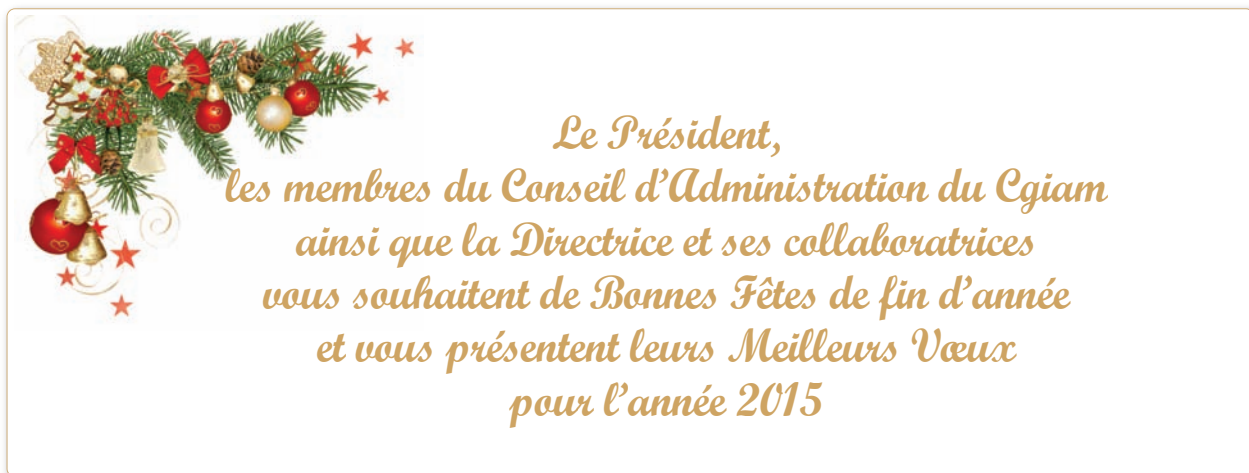 Le Président,
les membres du Conseil d'Administration du Cgiam
ainsi que la Directrice et ses collaboratrices
vous souhaitent de Bonnes Fêtes de fin d'année
et vous présentent leurs Meilleurs Vœux
pour l'année 2015